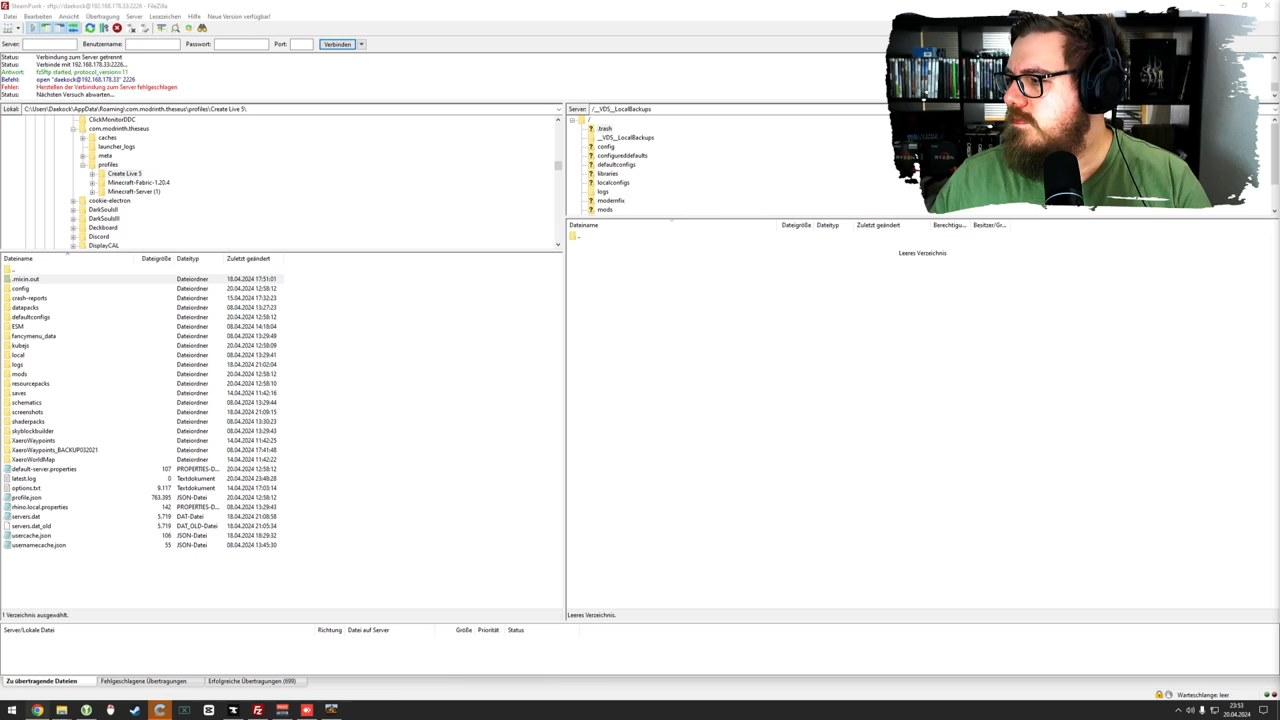 SteamPunk - sftp://daekock@192.168.178.33:2226 - FileZilla
Datei Bearbeiten Ansicht Übertragung Server Lesezeichen Hilfe Neue Version verfügbar!
Server: Benutzername: Passwort: Port: Verbinden
Status: Verbindung zum Server getrennt
Status: Verbinde mit 192.168.178.33:2226...
Antwort: fzSftp started, protocol_version=11
Befehl: open "daekock@192.168.178.33" 2226
Fehler: Herstellen der Verbindung zum Server fehlgeschlagen
Status: Nächsten Versuch abwarten...
Lokal: C:\Users\Daekock\AppData\Roaming\com.modrinth.theseus\profiles\Create Live 5\
ClickMonitorDDC
com.modrinth.theseus
caches
launcher_logs
meta
profiles
Create Live 5
Minecraft-Fabric-1.20.4
Minecraft-Server (1)
cookie-electron
DarkSoulsII
DarkSoulsIII
Deckboard
Discord
DisplayCAL
Server: /__VDS__LocalBackups
/
.trash
__VDS__LocalBackups
config
configureddefaults
defaultconfigs
libraries
localconfigs
logs
modernfix
mods
Dateiname Dateigröße Dateityp Zuletzt geändert
..
.mixin.out Dateiordner 18.04.2024 17:51:01
config Dateiordner 20.04.2024 12:58:12
crash-reports Dateiordner 15.04.2024 17:32:23
datapacks Dateiordner 08.04.2024 13:27:23
defaultconfigs Dateiordner 20.04.2024 12:58:12
ESM Dateiordner 08.04.2024 14:18:04
fancymenu_data Dateiordner 08.04.2024 13:29:49
kubejs Dateiordner 20.04.2024 12:58:09
local Dateiordner 08.04.2024 13:29:41
logs Dateiordner 18.04.2024 21:02:04
mods Dateiordner 20.04.2024 12:58:12
resourcepacks Dateiordner 20.04.2024 12:58:10
saves Dateiordner 14.04.2024 11:42:16
schematics Dateiordner 08.04.2024 13:29:44
screenshots Dateiordner 18.04.2024 21:09:15
shaderpacks Dateiordner 08.04.2024 13:30:23
skyblockbuilder Dateiordner 08.04.2024 13:29:43
XaeroWaypoints Dateiordner 14.04.2024 11:42:25
XaeroWaypoints_BACKUP032021 Dateiordner 08.04.2024 17:41:48
XaeroWorldMap Dateiordner 14.04.2024 11:42:22
default-server.properties 107 PROPERTIES-D... 20.04.2024 12:58:12
latest.log 0 Textdokument 20.04.2024 23:48:28
options.txt 9.117 Textdokument 14.04.2024 17:03:14
profile.json 763.395 JSON-Datei 20.04.2024 12:58:12
rhino.local.properties 142 PROPERTIES-D... 08.04.2024 13:29:43
servers.dat 5.719 DAT-Datei 18.04.2024 21:08:58
servers.dat_old 5.719 DAT_OLD-Datei 18.04.2024 21:05:34
usercache.json 106 JSON-Datei 18.04.2024 18:29:32
usernamecache.json 55 JSON-Datei 08.04.2024 13:45:30
1 Verzeichnis ausgewählt.
Dateiname Dateigröße Dateityp Zuletzt geändert Berechtigu... Besitzer/Gr...
..
Leeres Verzeichnis
Leeres Verzeichnis.
Server/Lokale Datei Richtung Datei auf Server Größe Priorität Status
Zu übertragende Dateien Fehlgeschlagene Übertragungen Erfolgreiche Übertragungen (699)
Warteschlange: leer
23:53
20.04.2024